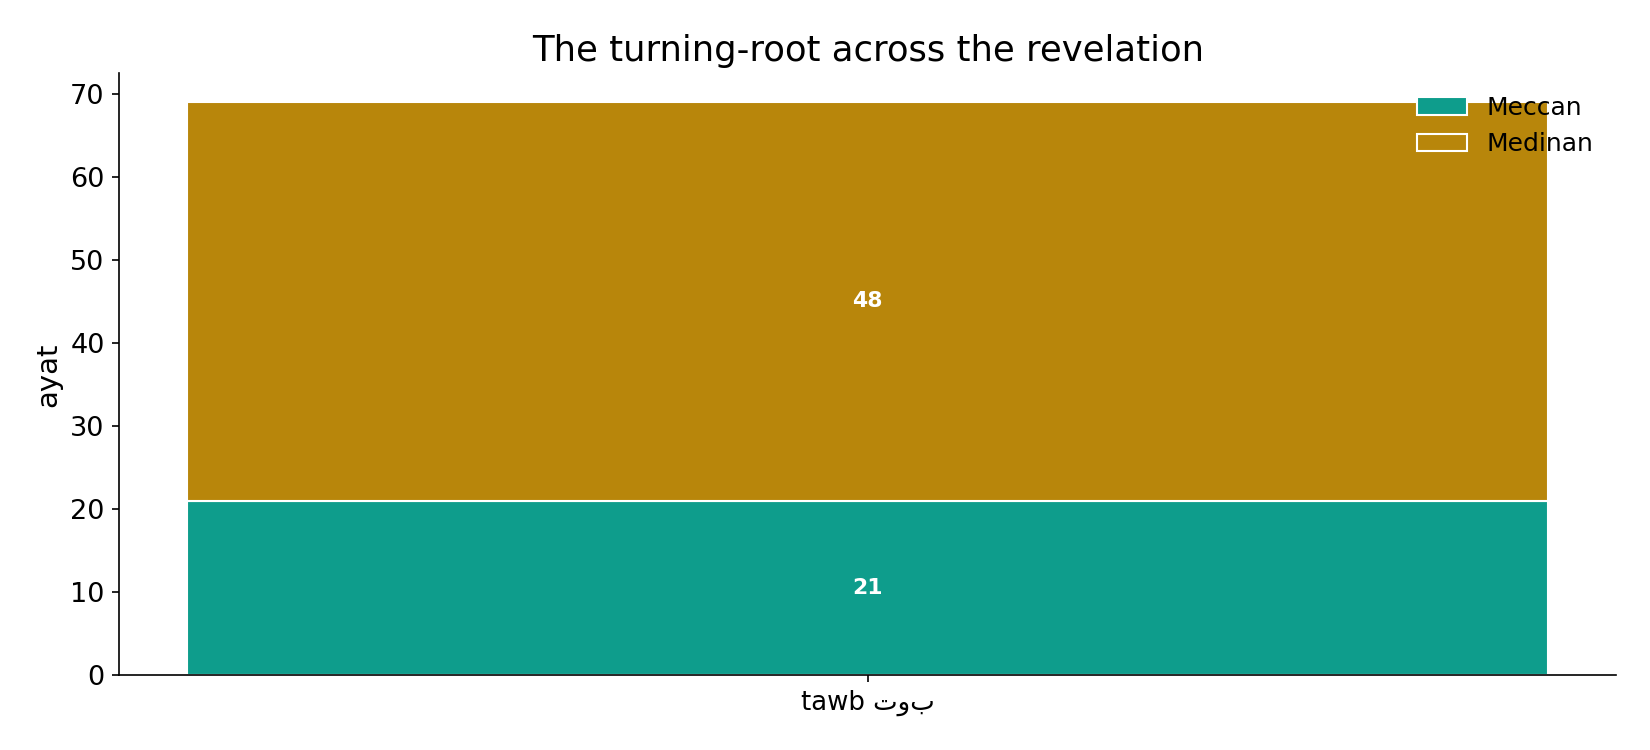 The turning-root across the revelation
Meccan
Medinan
70
60
50
40
30
20
10
0
ayat
48
21
tawb بوت